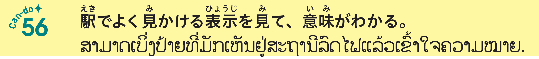 Can-do 56
駅でよく見かける表示を見て、意味がわかる。
ສາມາດເບິ່ງປ້າຍທີ່ມັກເຫັນຢູ່ສະຖານີລົດໄຟແລ້ວເຂົ້າໃຈຄວາມໝາຍ.